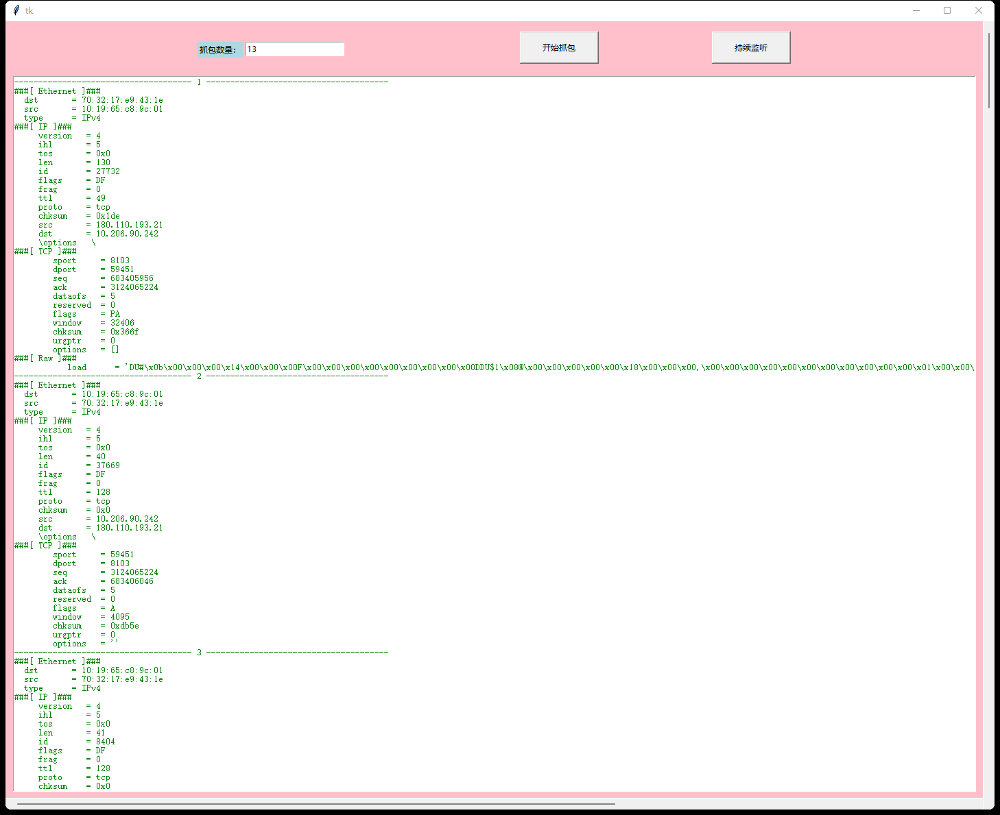 tk
抓包数量： 13 开始抓包 持续监听
------------------------------------- 1 --------------------------------------
###[ Ethernet ]###
  dst       = 70:32:17:e9:43:1e
  src       = 10:19:65:c8:9c:01
  type      = IPv4
###[ IP ]###
     version   = 4
     ihl       = 5
     tos       = 0x0
     len       = 130
     id        = 27732
     flags     = DF
     frag      = 0
     ttl       = 49
     proto     = tcp
     chksum    = 0x1de
     src       = 180.110.193.21
     dst       = 10.206.90.242
     \options   \
###[ TCP ]###
        sport     = 8103
        dport     = 59451
        seq       = 683405956
        ack       = 3124065224
        dataofs   = 5
        reserved  = 0
        flags     = PA
        window    = 32406
        chksum    = 0x366f
        urgptr    = 0
        options   = []
###[ Raw ]###
           load      = 'DU#\x0b\x00\x00\x00\x14\x00\x00\x00F\x00\x00\x00\x00\x00\x00\x00\x00\x00DDU$1\x08@\x00\x00\x00\x00\x00\x18\x00\x00\x00,\x00\x00\x00\x00\x00\x00\x00\x00\x00\x00\x00\x01\x00\x00\
------------------------------------- 2 --------------------------------------
###[ Ethernet ]###
  dst       = 10:19:65:c8:9c:01
  src       = 70:32:17:e9:43:1e
  type      = IPv4
###[ IP ]###
     version   = 4
     ihl       = 5
     tos       = 0x0
     len       = 40
     id        = 37669
     flags     = DF
     frag      = 0
     ttl       = 128
     proto     = tcp
     chksum    = 0x0
     src       = 10.206.90.242
     dst       = 180.110.193.21
     \options   \
###[ TCP ]###
        sport     = 59451
        dport     = 8103
        seq       = 3124065224
        ack       = 683406046
        dataofs   = 5
        reserved  = 0
        flags     = A
        window    = 4095
        chksum    = 0xdb5e
        urgptr    = 0
        options   = ''
------------------------------------- 3 --------------------------------------
###[ Ethernet ]###
  dst       = 10:19:65:c8:9c:01
  src       = 70:32:17:e9:43:1e
  type      = IPv4
###[ IP ]###
     version   = 4
     ihl       = 5
     tos       = 0x0
     len       = 41
     id        = 8404
     flags     = DF
     frag      = 0
     ttl       = 128
     proto     = tcp
     chksum    = 0x0